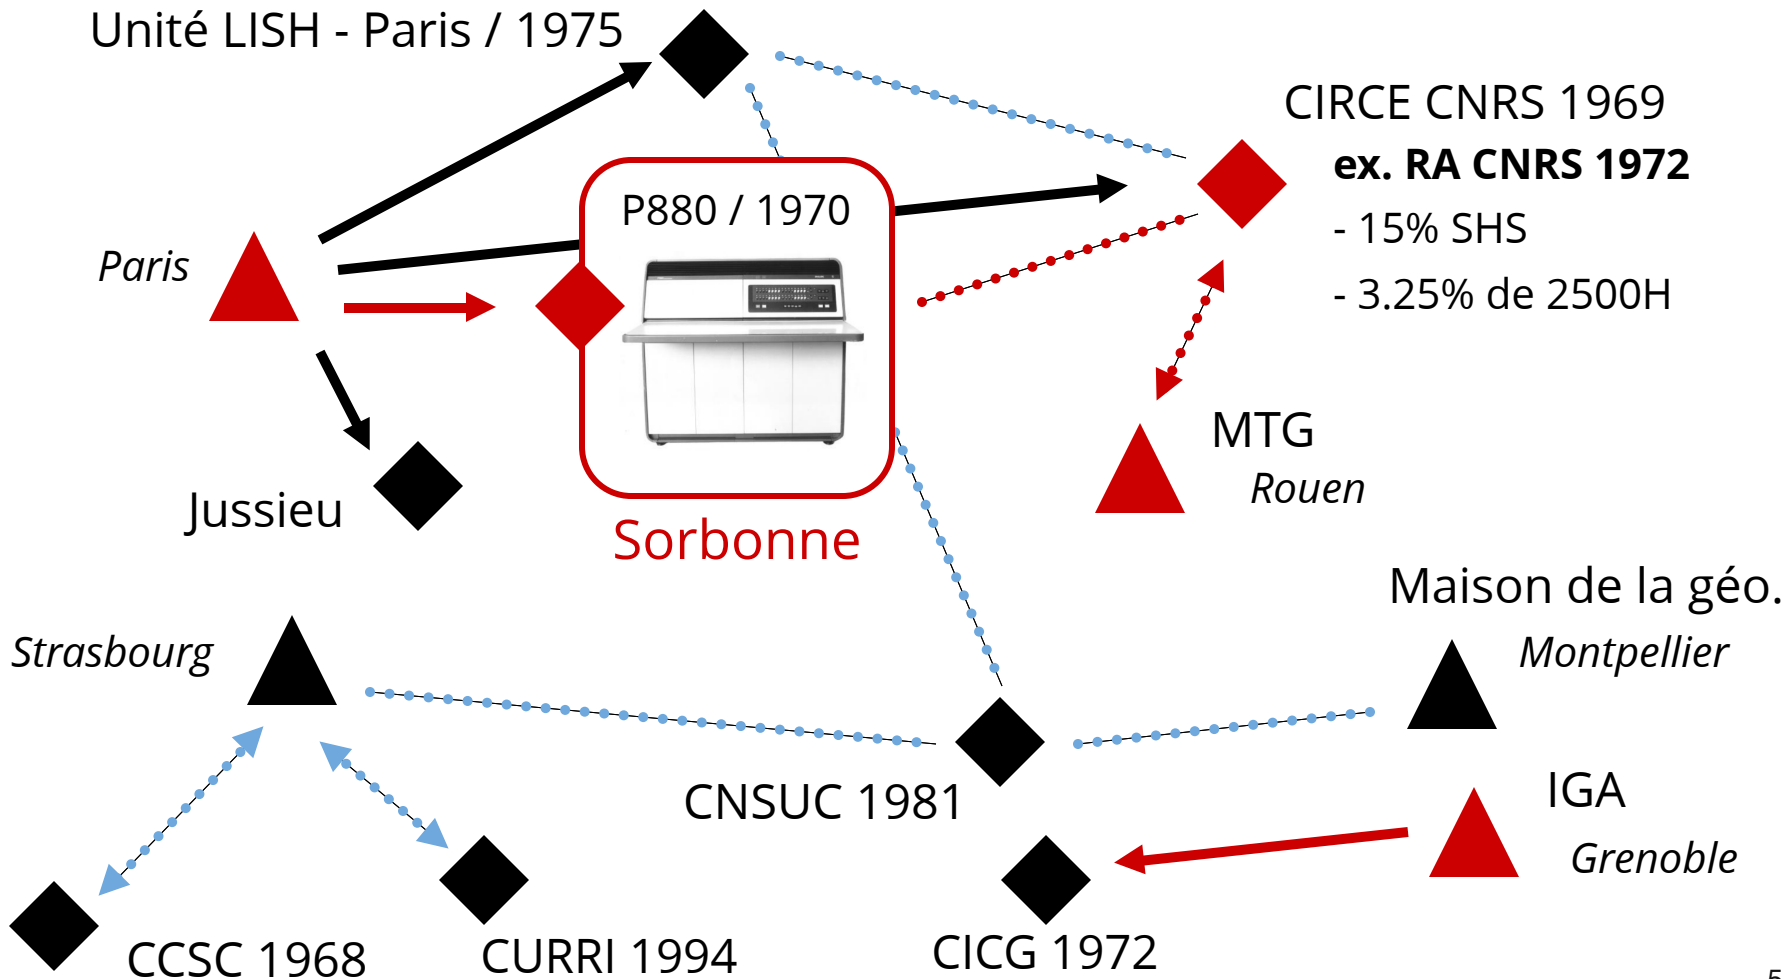 Unité LISH - Paris / 1975
CIRCE CNRS 1969
ex. RA CNRS 1972
- 15% SHS
- 3.25% de 2500H
P880 / 1970
Paris
Sorbonne
Jussieu
MTG
Rouen
Maison de la géo.
Montpellier
Strasbourg
CNSUC 1981
IGA
Grenoble
CCSC 1968
CURRI 1994
CICG 1972
5